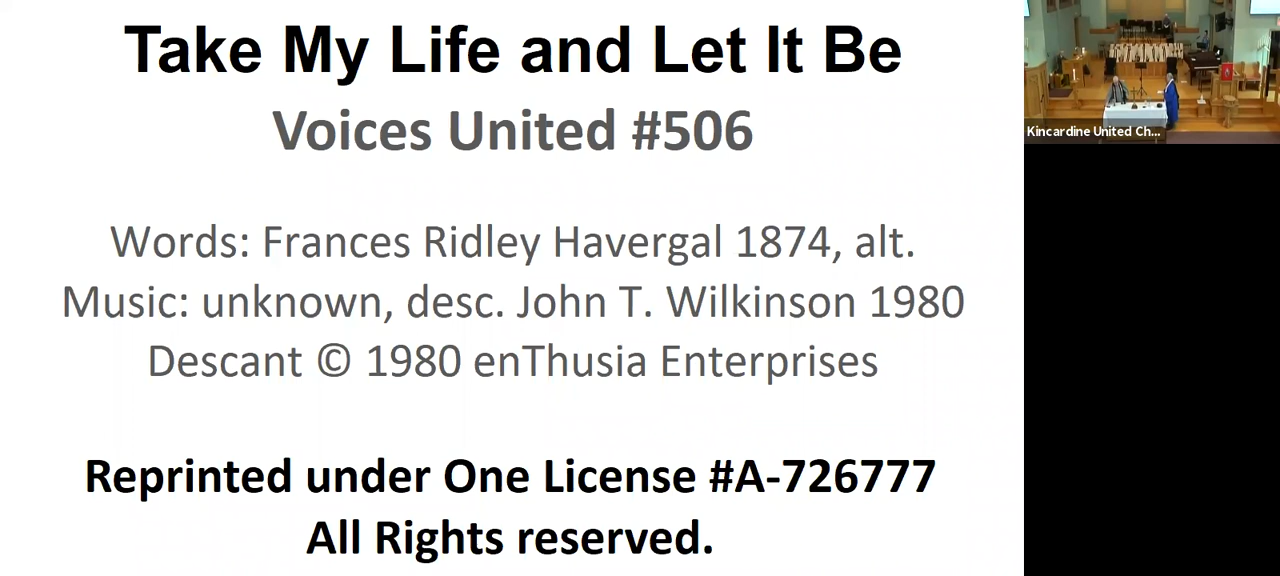 Take My Life and Let It Be
Voices United #506
Words: Frances Ridley Havergal 1874, alt.
Music: unknown, desc. John T. Wilkinson 1980
Descant © 1980 enThusia Enterprises
Reprinted under One License #A-726777
All Rights reserved.
Kincardine United Ch...